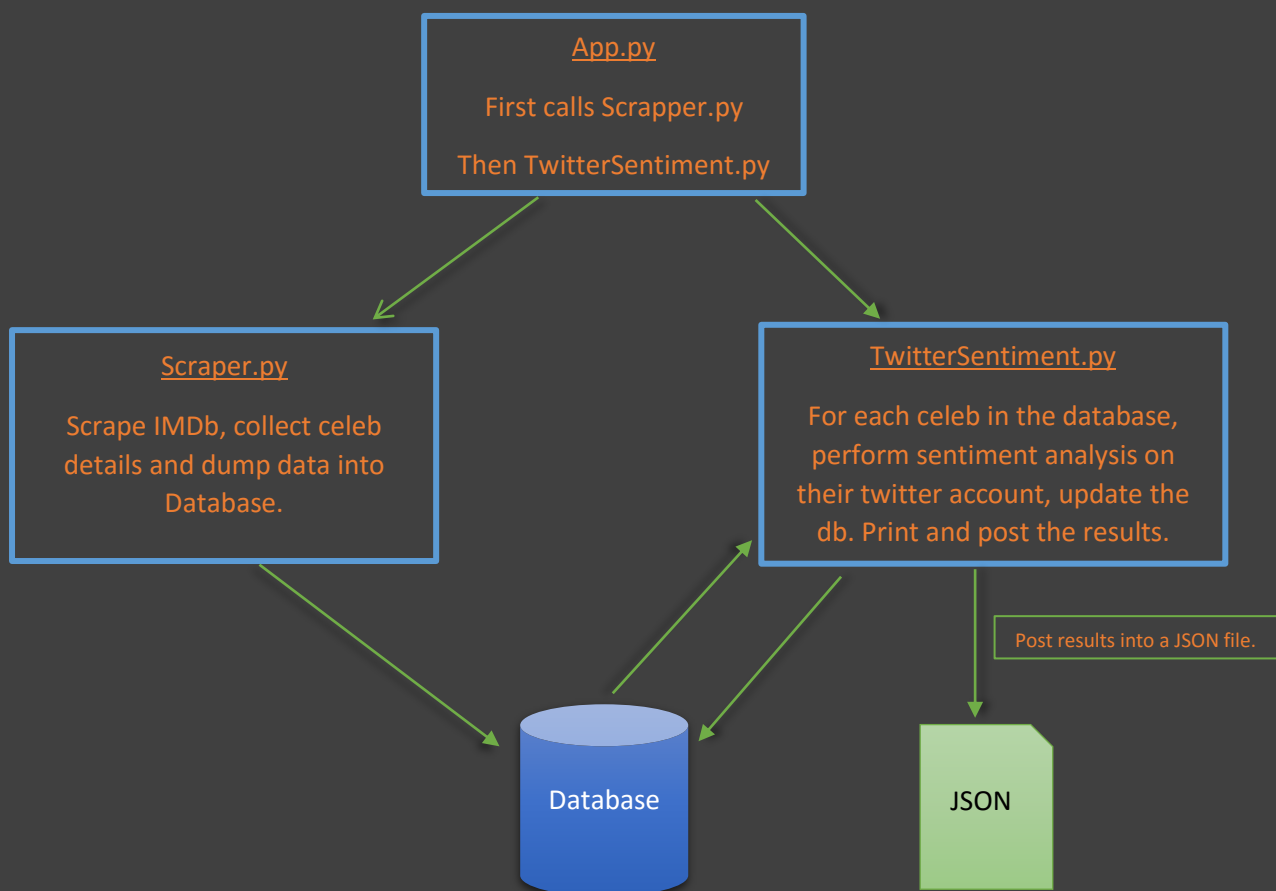 App.py
First calls Scrapper.py
Then TwitterSentiment.py
Scraper.py
Scrape IMDb, collect celeb
details and dump data into
Database.
TwitterSentiment.py
For each celeb in the database,
perform sentiment analysis on
their twitter account, update the
db. Print and post the results.
Post results into a JSON file.
Database
JSON